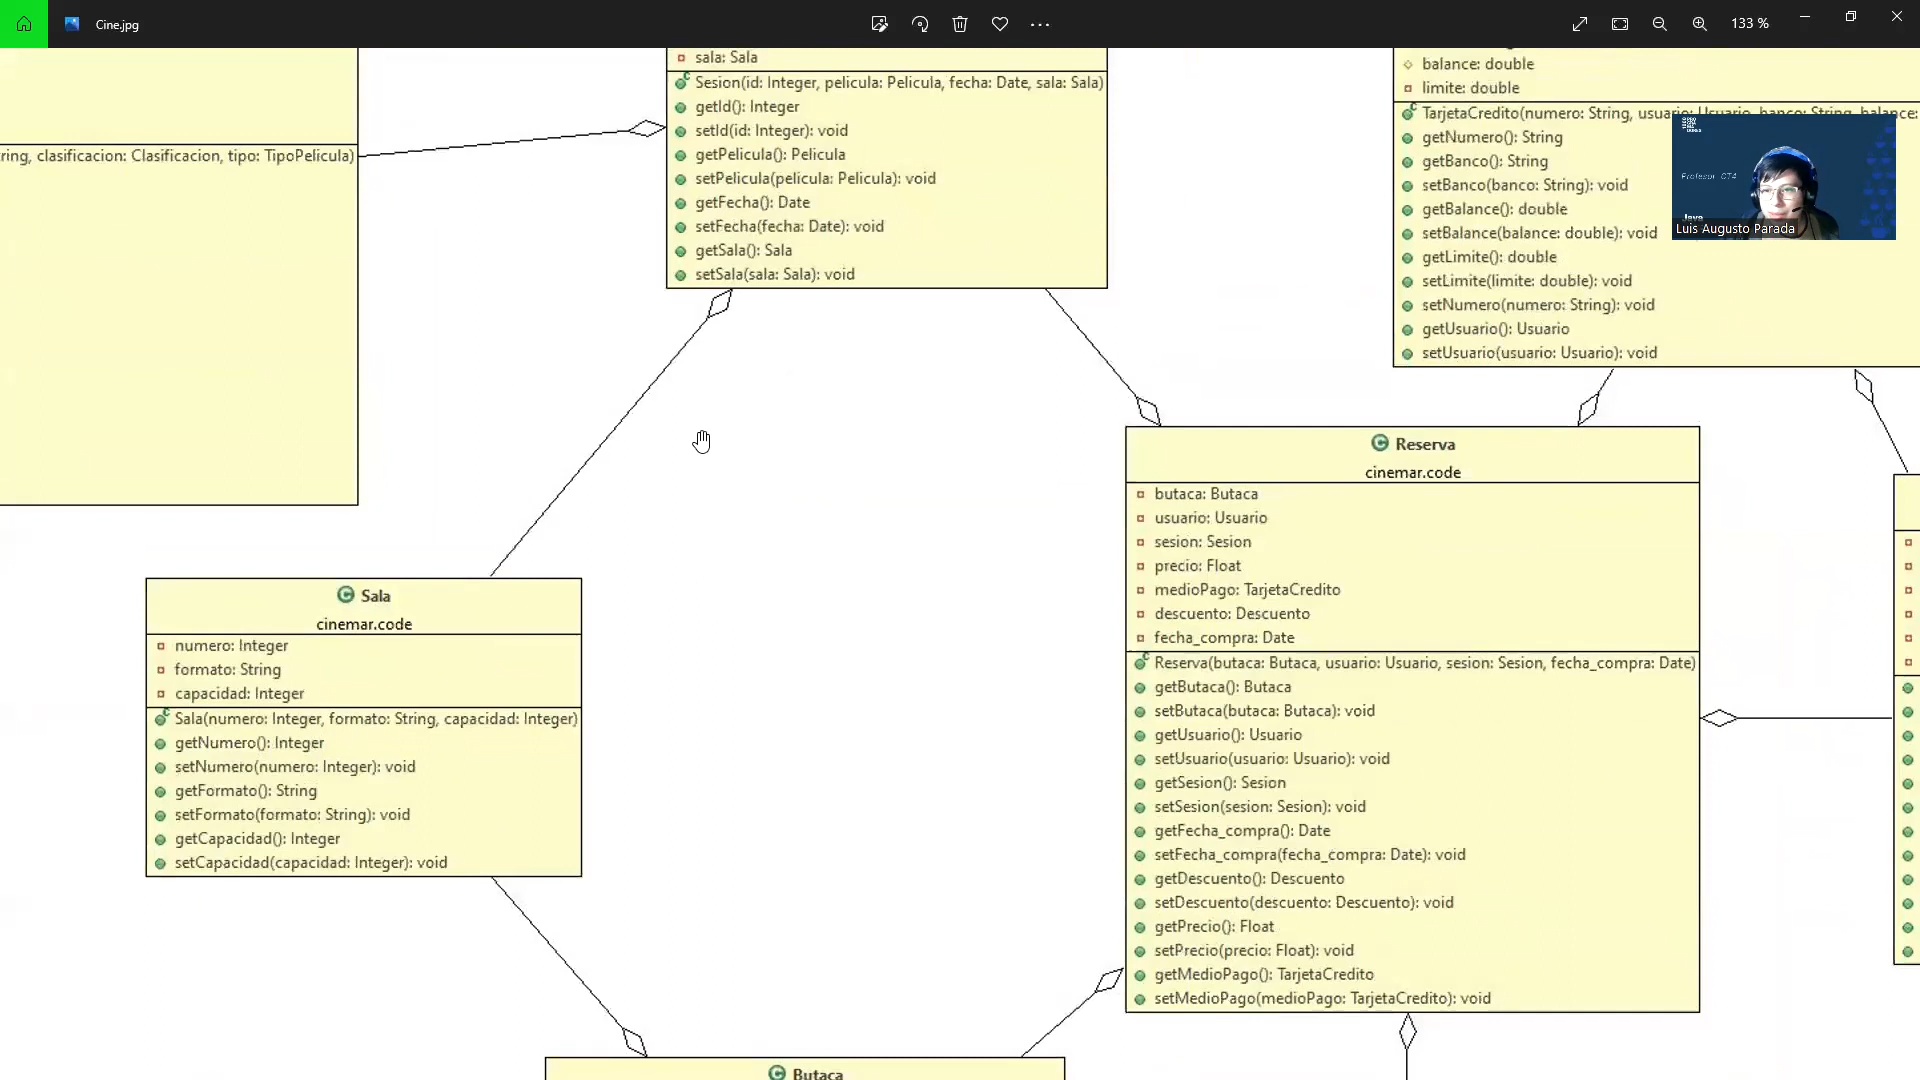 Cine.jpg
133 %
sala: Sala
Sesion(id: Integer, pelicula: Pelicula, fecha: Date, sala: Sala)
getId(): Integer
setId(id: Integer): void
getPelicula(): Pelicula
setPelicula(pelicula: Pelicula): void
getFecha(): Date
setFecha(fecha: Date): void
getSala(): Sala
setSala(sala: Sala): void
balance: double
limite: double
TarjetaCredito(numero: String, usuario: Usuario, banco: String, balance:
getNumero(): String
getBanco(): String
setBanco(banco: String): void
getBalance(): double
setBalance(balance: double): void
getLimite(): double
setLimite(limite: double): void
setNumero(numero: String): void
getUsuario(): Usuario
setUsuario(usuario: Usuario): void
Profesor CT4
Java
Luis Augusto Parada
clasificacion: Clasificacion, tipo: TipoPelicula)
Reserva
cinemar.code
butaca: Butaca
usuario: Usuario
sesion: Sesion
precio: Float
medioPago: TarjetaCredito
descuento: Descuento
fecha_compra: Date
Reserva(butaca: Butaca, usuario: Usuario, sesion: Sesion, fecha_compra: Date)
getButaca(): Butaca
setButaca(butaca: Butaca): void
getUsuario(): Usuario
setUsuario(usuario: Usuario): void
getSesion(): Sesion
setSesion(sesion: Sesion): void
getFecha_compra(): Date
setFecha_compra(fecha_compra: Date): void
getDescuento(): Descuento
setDescuento(descuento: Descuento): void
getPrecio(): Float
setPrecio(precio: Float): void
getMedioPago(): TarjetaCredito
setMedioPago(medioPago: TarjetaCredito): void
Sala
cinemar.code
numero: Integer
formato: String
capacidad: Integer
Sala(numero: Integer, formato: String, capacidad: Integer)
getNumero(): Integer
setNumero(numero: Integer): void
getFormato(): String
setFormato(formato: String): void
getCapacidad(): Integer
setCapacidad(capacidad: Integer): void
Butaca